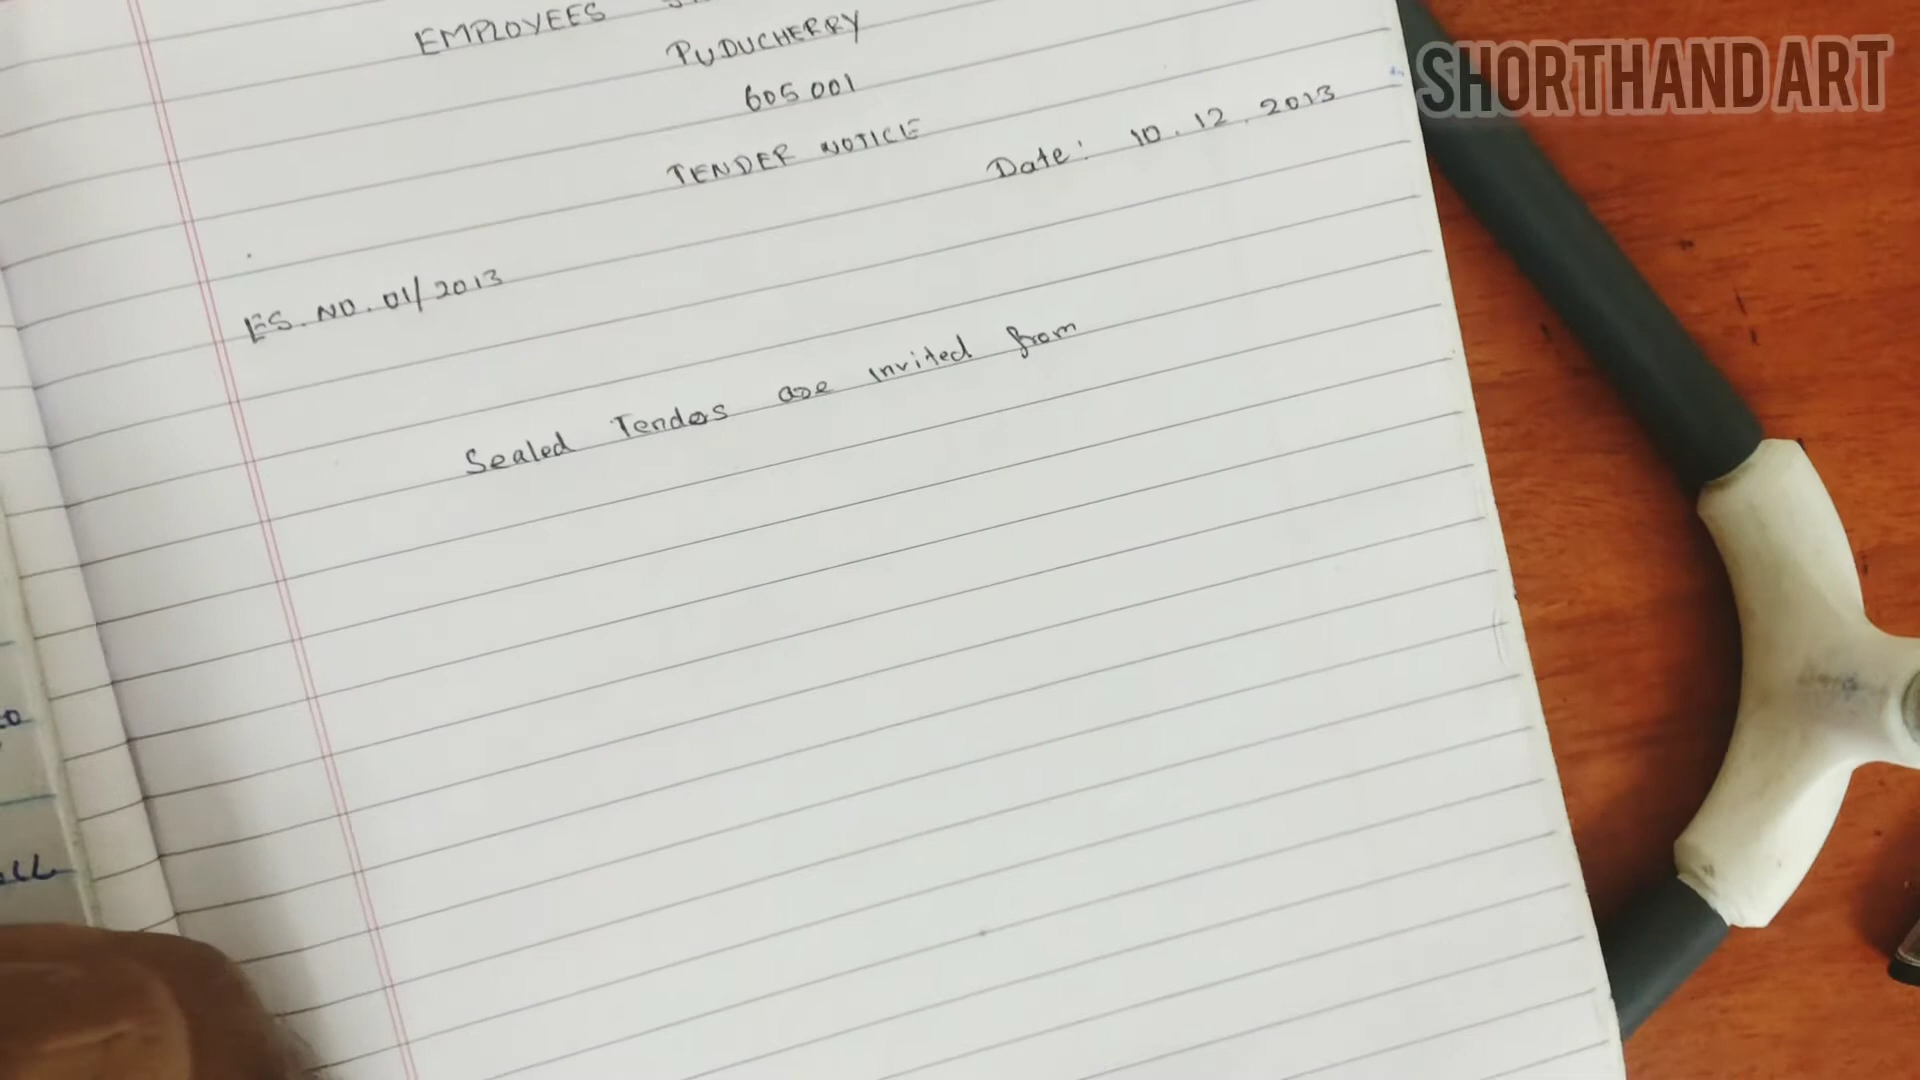 EMPLOYEES
PUDUCHERRY
605 001
TENDER NOTICE
Date: 10.12.2013
ES. NO. 01/2013
Sealed Tenders are invited from
SHORTHAND ART